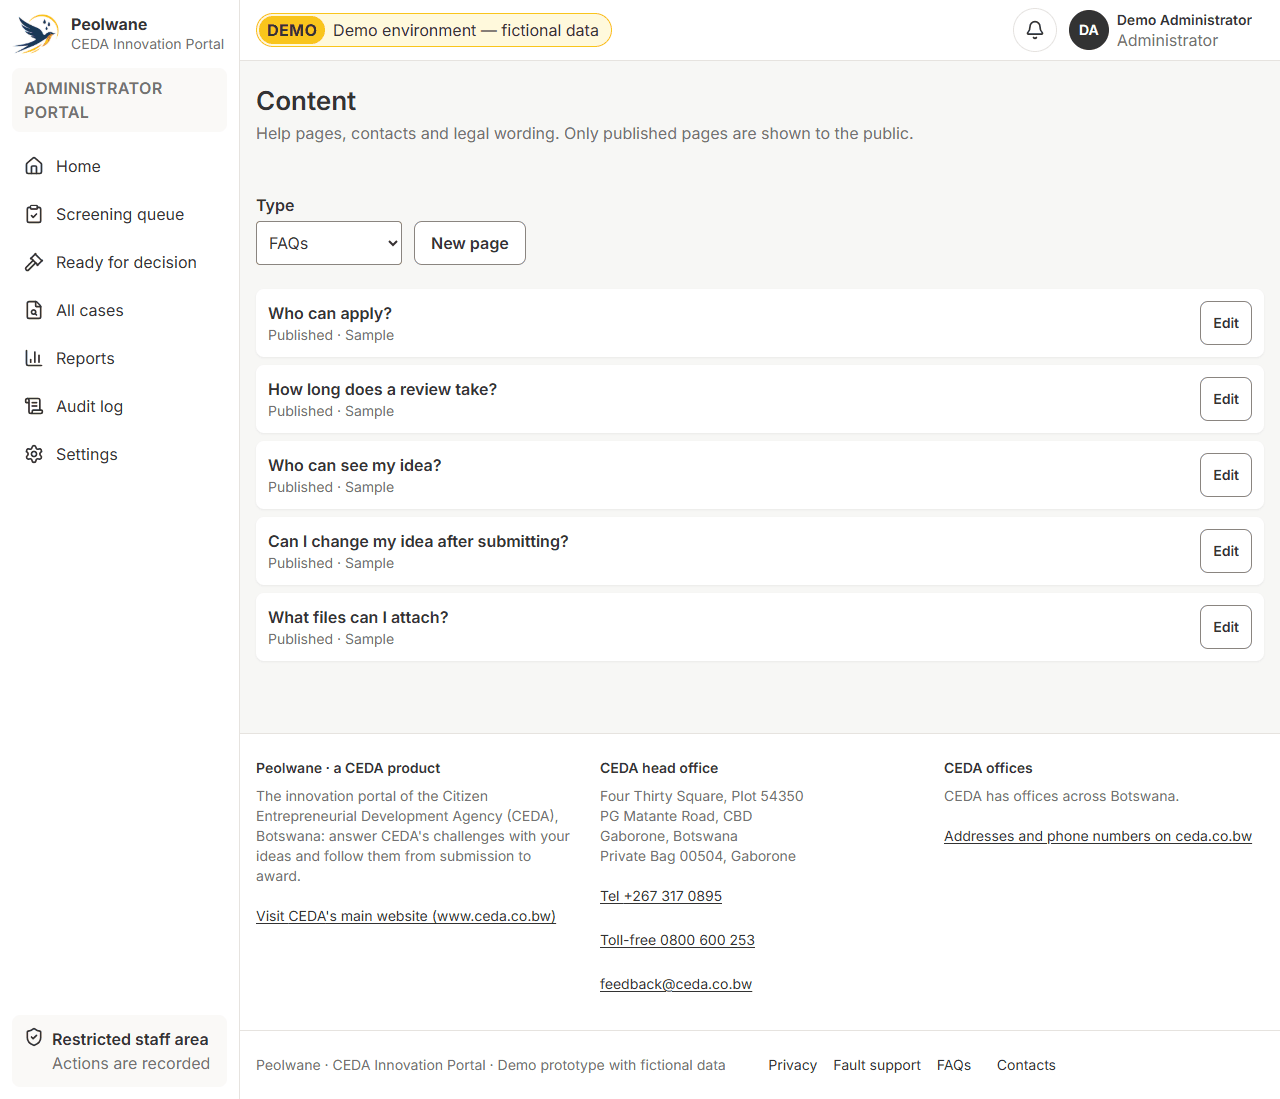 Peolwane
CEDA Innovation Portal
ADMINISTRATOR
PORTAL
Home
Screening queue
Ready for decision
All cases
Reports
Audit log
Settings
Restricted staff area
Actions are recorded
DEMO Demo environment — fictional data
DA
Demo Administrator
Administrator
Content
Help pages, contacts and legal wording. Only published pages are shown to the public.
Type
FAQs
New page
Who can apply?
Published · Sample
Edit
How long does a review take?
Published · Sample
Edit
Who can see my idea?
Published · Sample
Edit
Can I change my idea after submitting?
Published · Sample
Edit
What files can I attach?
Published · Sample
Edit
Peolwane · a CEDA product
The innovation portal of the Citizen
Entrepreneurial Development Agency (CEDA),
Botswana: answer CEDA's challenges with your
ideas and follow them from submission to
award.
Visit CEDA's main website (www.ceda.co.bw)
CEDA head office
Four Thirty Square, Plot 54350
PG Matante Road, CBD
Gaborone, Botswana
Private Bag 00504, Gaborone
Tel +267 317 0895
Toll-free 0800 600 253
feedback@ceda.co.bw
CEDA offices
CEDA has offices across Botswana.
Addresses and phone numbers on ceda.co.bw
Peolwane · CEDA Innovation Portal · Demo prototype with fictional data
Privacy
Fault support
FAQs
Contacts